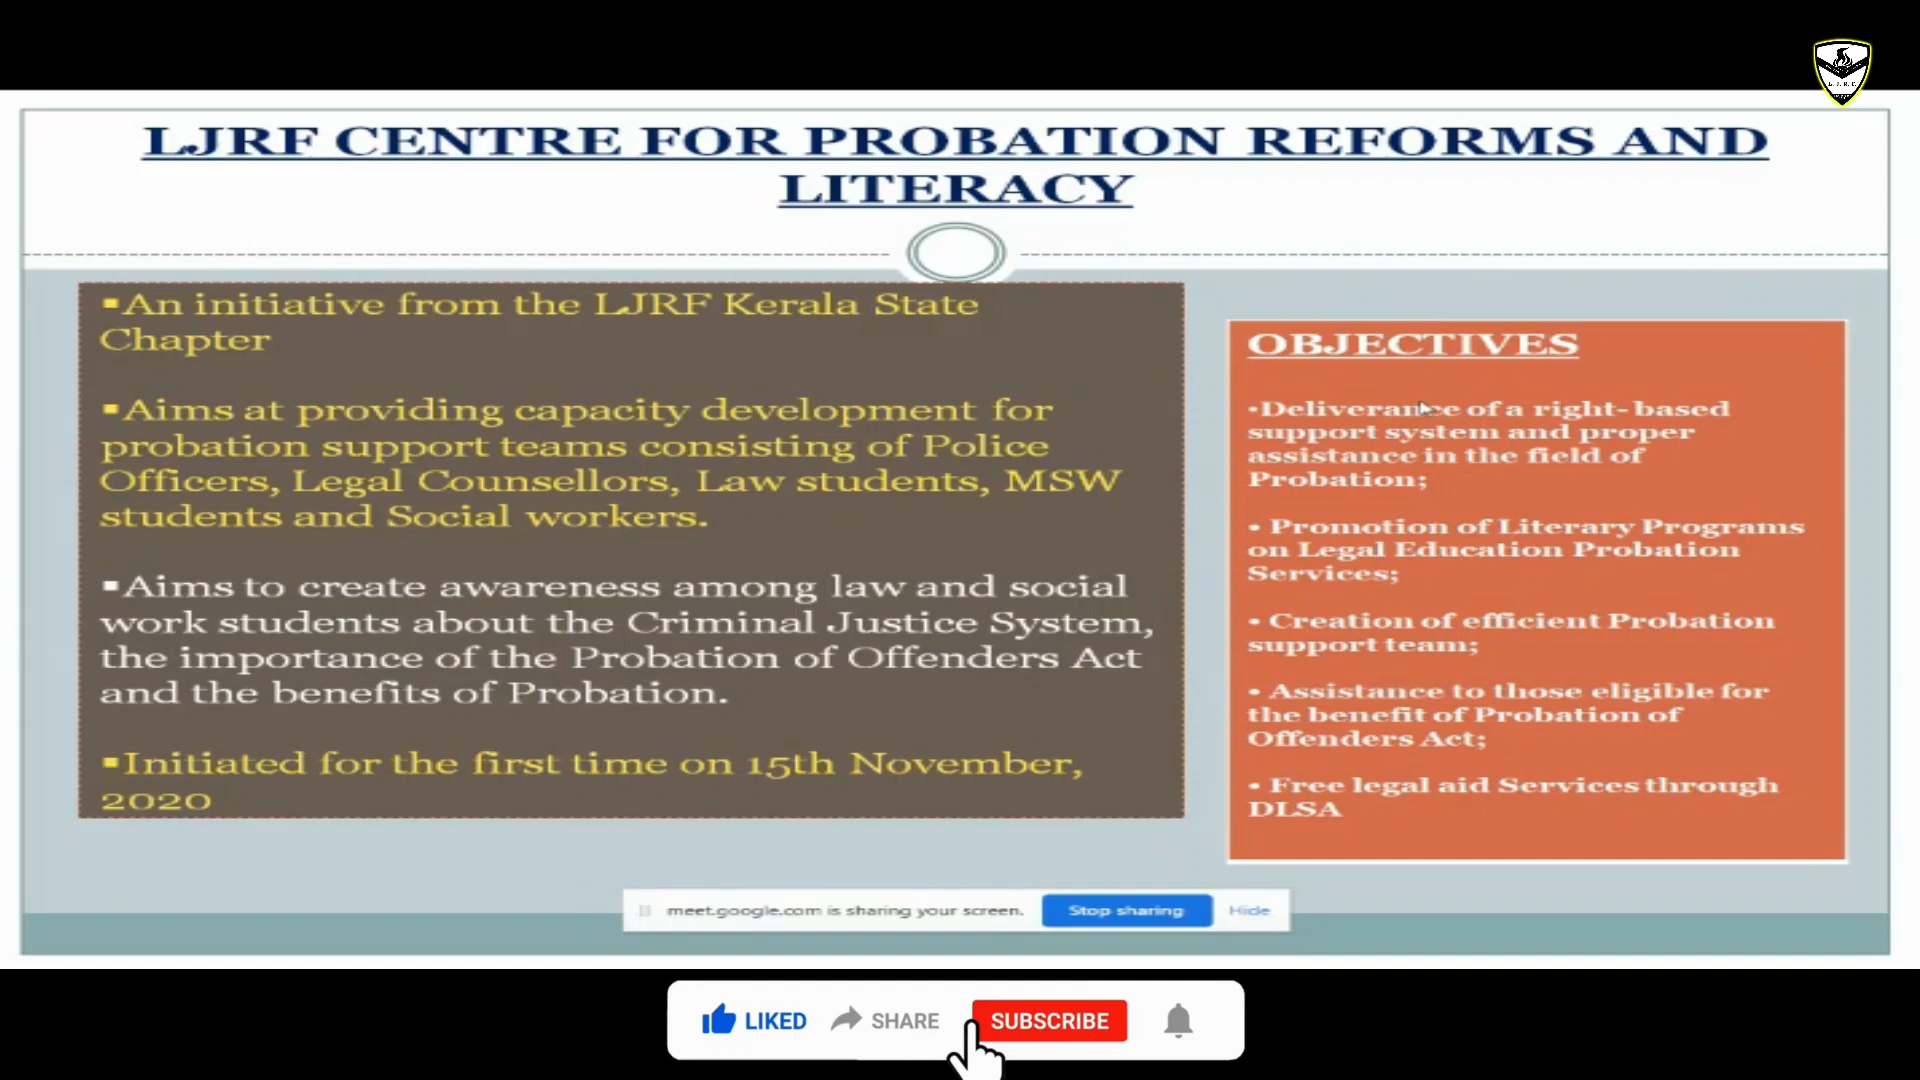 LJRF CENTRE FOR PROBATION REFORMS AND
LITERACY
▪An initiative from the LJRF Kerala State
Chapter
▪Aims at providing capacity development for
probation support teams consisting of Police
Officers, Legal Counsellors, Law students, MSW
students and Social workers.
▪Aims to create awareness among law and social
work students about the Criminal Justice System,
the importance of the Probation of Offenders Act
and the benefits of Probation.
▪Initiated for the first time on 15th November,
2020
OBJECTIVES
•Deliverance of a right- based
support system and proper
assistance in the field of
Probation;
• Promotion of Literary Programs
on Legal Education Probation
Services;
• Creation of efficient Probation
support team;
• Assistance to those eligible for
the benefit of Probation of
Offenders Act;
• Free legal aid Services through
DLSA
meet.google.com is sharing your screen. Stop sharing Hide
LIKED SHARE SUBSCRIBE